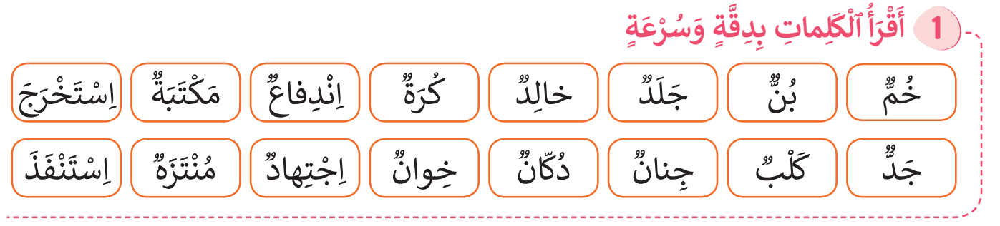 1 أَقْرَأُ ٱلْكَلِماتِ بِدِقَّةٍ وَسُرْعَةٍ
خُمٌّ بُنٌّ جَلَدٌ خالِدٌ كُرَةٌ اِنْدِفاعٌ مَكْتَبَةٌ اِسْتَخْرَجَ
جَدٌّ كَلْبٌ جِنانٌ دُكّانٌ خِوانٌ اِجْتِهادٌ مُنْتَزَهٌ اِسْتَنْفَذَ